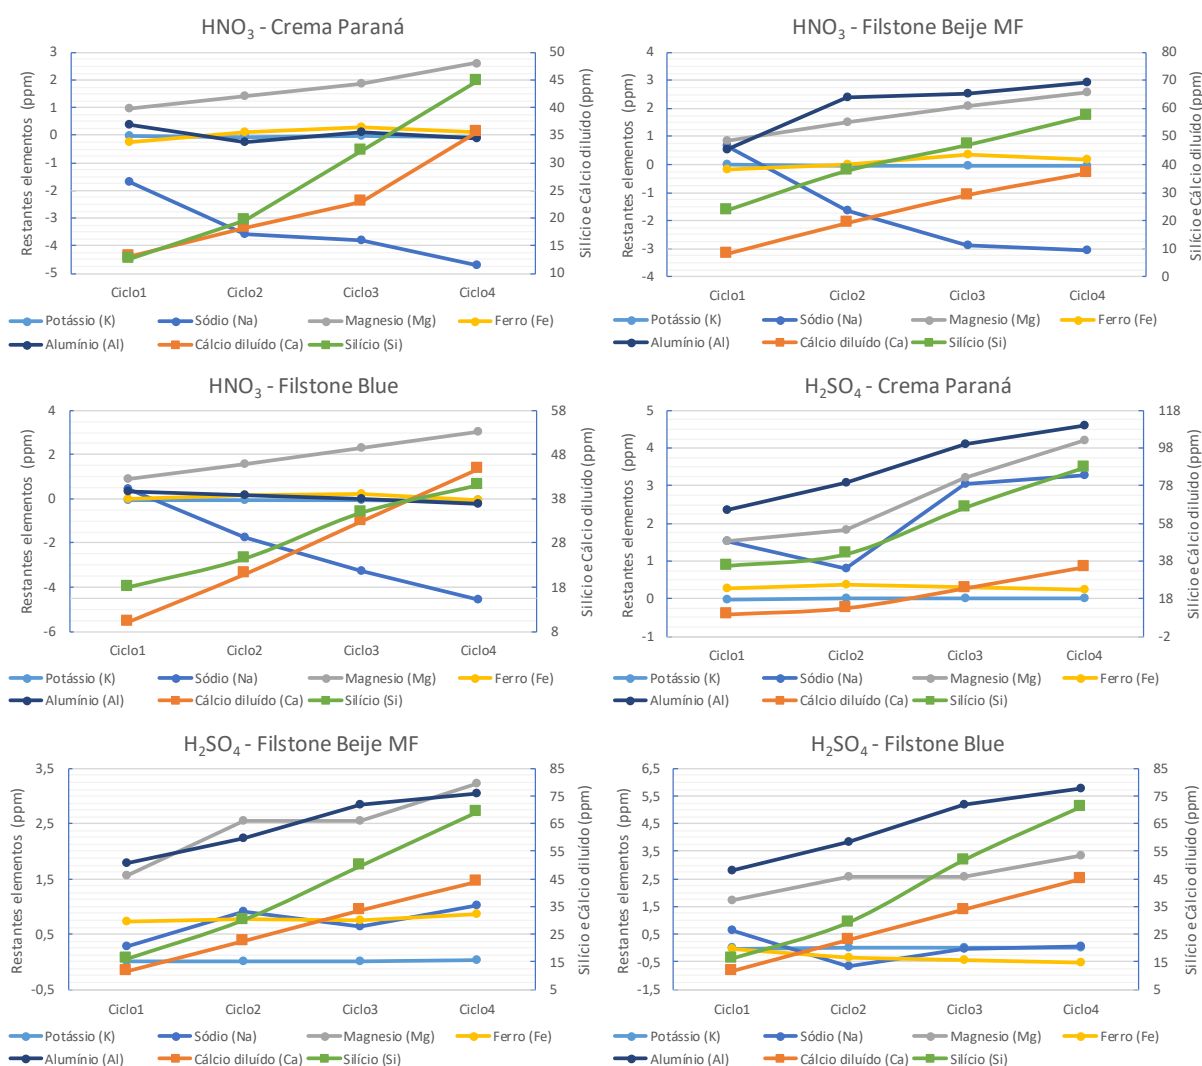 HNO₃ - Crema Paraná
Restantes elementos (ppm)
3
2
1
0
-1
-2
-3
-4
-5
50
45
40
35
30
25
20
15
10
Silício e Cálcio diluído (ppm)
Ciclo1 Ciclo2 Ciclo3 Ciclo4
Potássio (K) Sódio (Na) Magnesio (Mg) Ferro (Fe)
Alumínio (Al) Cálcio diluído (Ca) Silício (Si)
HNO₃ - Filstone Beije MF
Restantes elementos (ppm)
4
3
2
1
0
-1
-2
-3
-4
80
70
60
50
40
30
20
10
0
Silício e Cálcio diluído (ppm)
Ciclo1 Ciclo2 Ciclo3 Ciclo4
Potássio (K) Sódio (Na) Magnesio (Mg) Ferro (Fe)
Alumínio (Al) Cálcio diluído (Ca) Silício (Si)
HNO₃ - Filstone Blue
Restantes elementos (ppm)
4
2
0
-2
-4
-6
58
48
38
28
18
8
Silício e Cálcio diluído (ppm)
Ciclo1 Ciclo2 Ciclo3 Ciclo4
Potássio (K) Sódio (Na) Magnesio (Mg) Ferro (Fe)
Alumínio (Al) Cálcio diluído (Ca) Silício (Si)
H₂SO₄ - Crema Paraná
Restantes elementos (ppm)
5
4
3
2
1
0
-1
118
98
78
58
38
18
-2
Silício e Cálcio diluído (ppm)
Ciclo1 Ciclo2 Ciclo3 Ciclo4
Potássio (K) Sódio (Na) Magnesio (Mg) Ferro (Fe)
Alumínio (Al) Cálcio diluído (Ca) Silício (Si)
H₂SO₄ - Filstone Beije MF
Restantes elementos (ppm)
3,5
2,5
1,5
0,5
-0,5
85
75
65
55
45
35
25
15
5
Silício e Cálcio diluído (ppm)
Ciclo1 Ciclo2 Ciclo3 Ciclo4
Potássio (K) Sódio (Na) Magnesio (Mg) Ferro (Fe)
Alumínio (Al) Cálcio diluído (Ca) Silício (Si)
H₂SO₄ - Filstone Blue
Restantes elementos (ppm)
6,5
5,5
4,5
3,5
2,5
1,5
0,5
-0,5
-1,5
85
75
65
55
45
35
25
15
5
Silício e Cálcio diluído (ppm)
Ciclo1 Ciclo2 Ciclo3 Ciclo4
Potássio (K) Sódio (Na) Magnesio (Mg) Ferro (Fe)
Alumínio (Al) Cálcio diluído (Ca) Silício (Si)